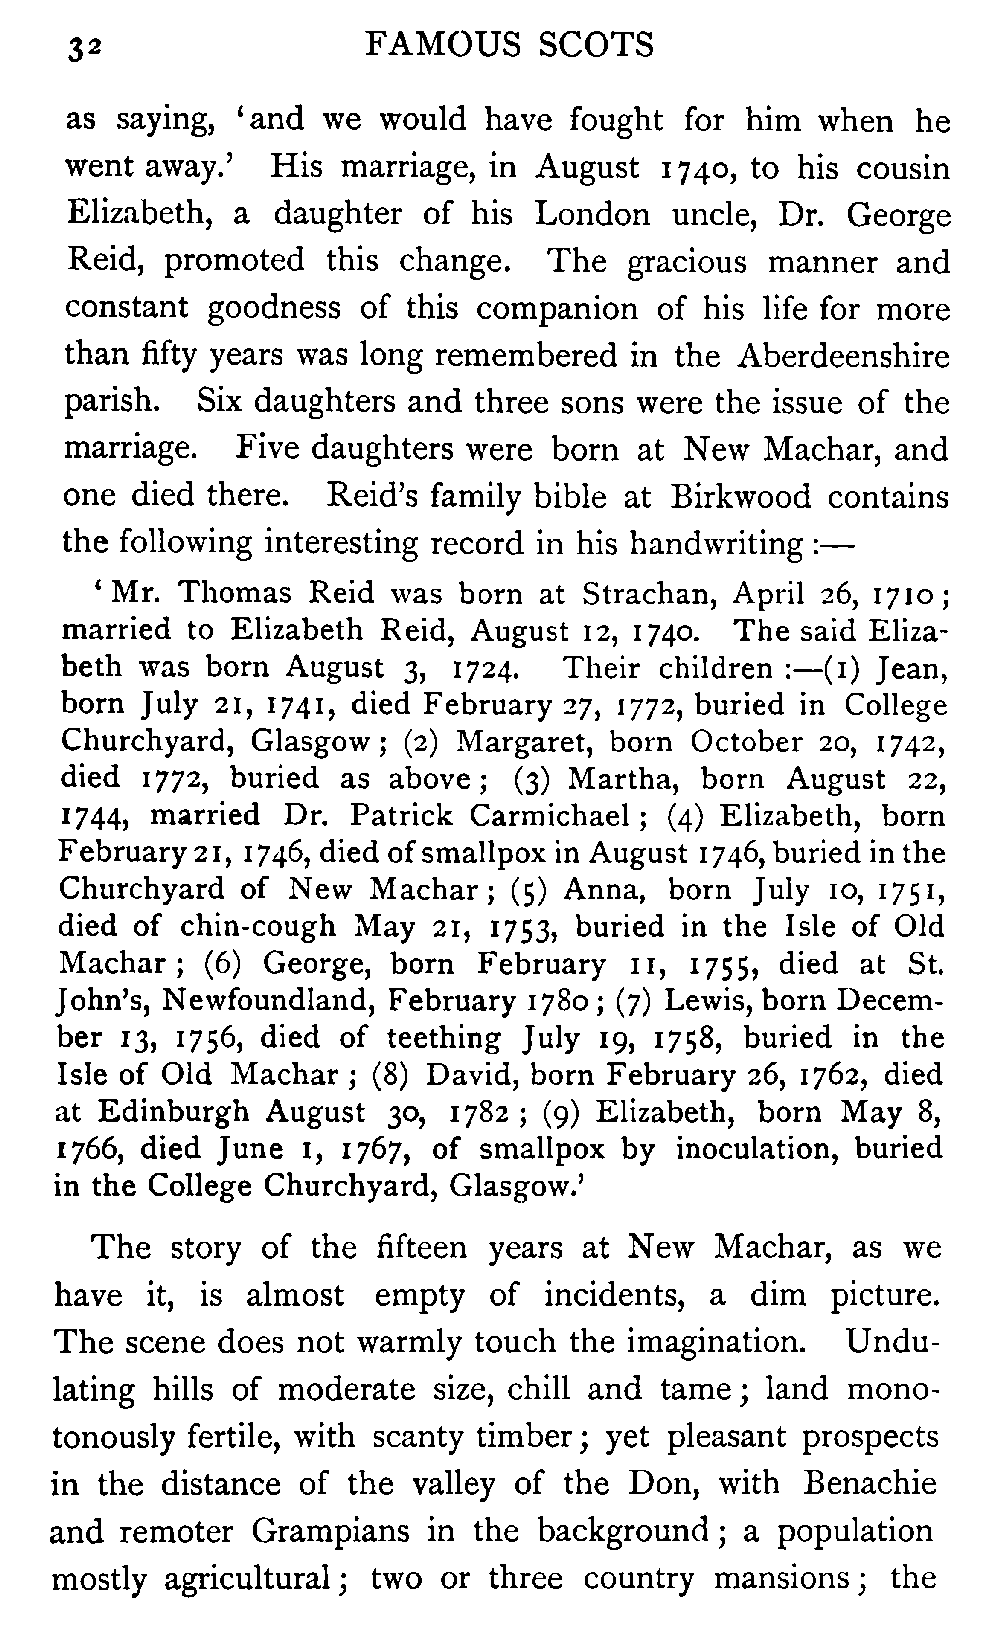 32 FAMOUS SCOTS
as saying, ‘and we would have fought for him when he
went away.’ His marriage, in August 1740, to his cousin
Elizabeth, a daughter of his London uncle, Dr. George
Reid, promoted this change. The gracious manner and
constant goodness of this companion of his life for more
than fifty years was long remembered in the Aberdeenshire
parish. Six daughters and three sons were the issue of the
marriage. Five daughters were born at New Machar, and
one died there. Reid’s family bible at Birkwood contains
the following interesting record in his handwriting :—
‘ Mr. Thomas Reid was born at Strachan, April 26, 1710 ;
married to Elizabeth Reid, August 12, 1740. The said Eliza-
beth was born August 3, 1724. Their children :—(1) Jean,
born July 21, 1741, died February 27, 1772, buried in College
Churchyard, Glasgow ; (2) Margaret, born October 20, 1742,
died 1772, buried as above ; (3) Martha, born August 22,
1744, married Dr. Patrick Carmichael ; (4) Elizabeth, born
February 21, 1746, died of smallpox in August 1746, buried in the
Churchyard of New Machar ; (5) Anna, born July 10, 1751,
died of chin-cough May 21, 1753, buried in the Isle of Old
Machar ; (6) George, born February 11, 1755, died at St.
John’s, Newfoundland, February 1780 ; (7) Lewis, born Decem-
ber 13, 1756, died of teething July 19, 1758, buried in the
Isle of Old Machar ; (8) David, born February 26, 1762, died
at Edinburgh August 30, 1782 ; (9) Elizabeth, born May 8,
1766, died June 1, 1767, of smallpox by inoculation, buried
in the College Churchyard, Glasgow.’
The story of the fifteen years at New Machar, as we
have it, is almost empty of incidents, a dim picture.
The scene does not warmly touch the imagination. Undu-
lating hills of moderate size, chill and tame ; land mono-
tonously fertile, with scanty timber ; yet pleasant prospects
in the distance of the valley of the Don, with Benachie
and remoter Grampians in the background ; a population
mostly agricultural ; two or three country mansions ; the